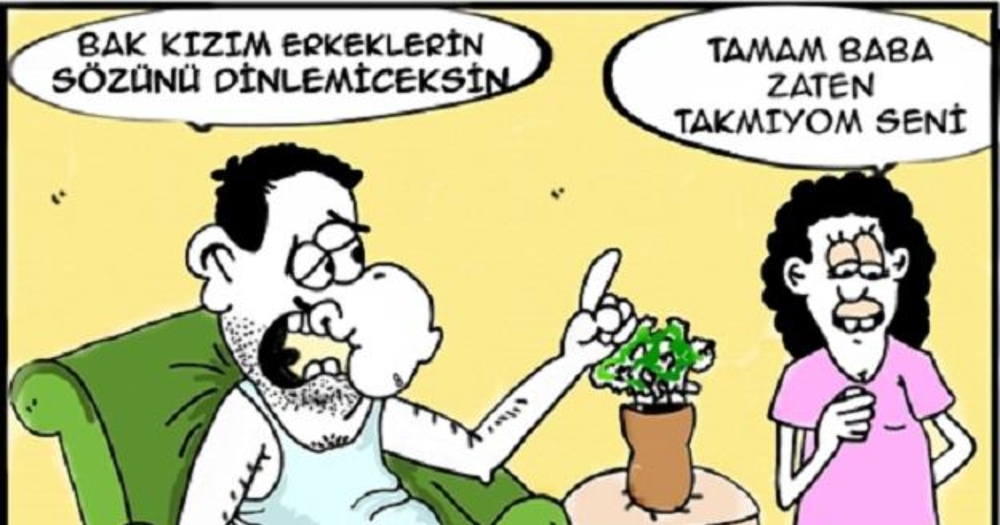 BAK KIZIM ERKEKLERİN
SÖZÜNÜ DİNLEMİCEKSİN
TAMAM BABA
ZATEN
TAKMIYOM SENİ